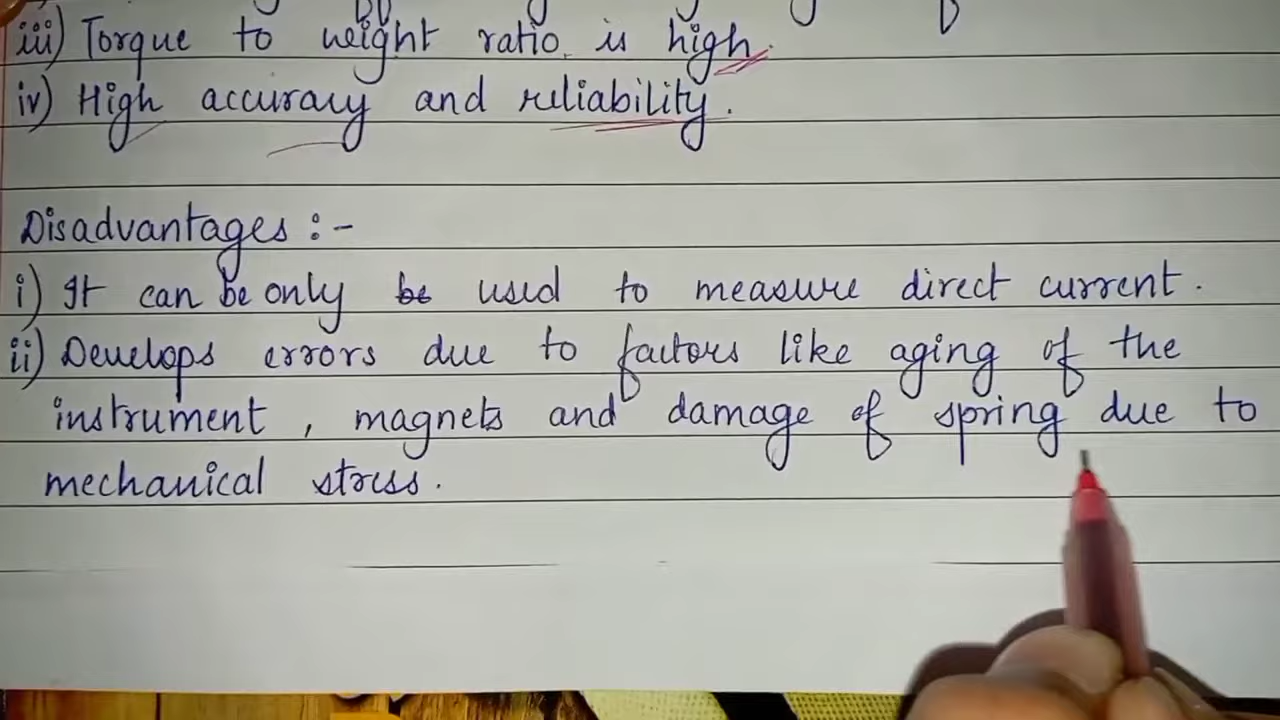 iii) Torque to weight ratio is high.
iv) High accuracy and reliability.
Disadvantages :-
i) It can be only be used to measure direct current.
ii) Develops errors due to factors like aging of the
instrument, magnets and damage of spring due to
mechanical stress.